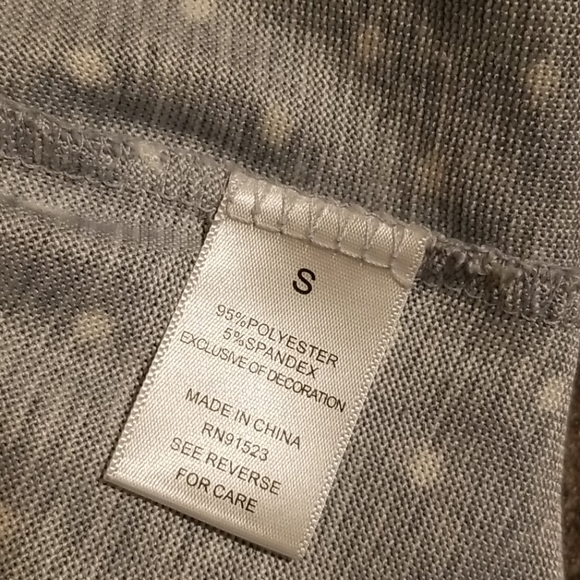 S
95%POLYESTER
5%SPANDEX
EXCLUSIVE OF DECORATION
MADE IN CHINA
RN91523
SEE REVERSE
FOR CARE